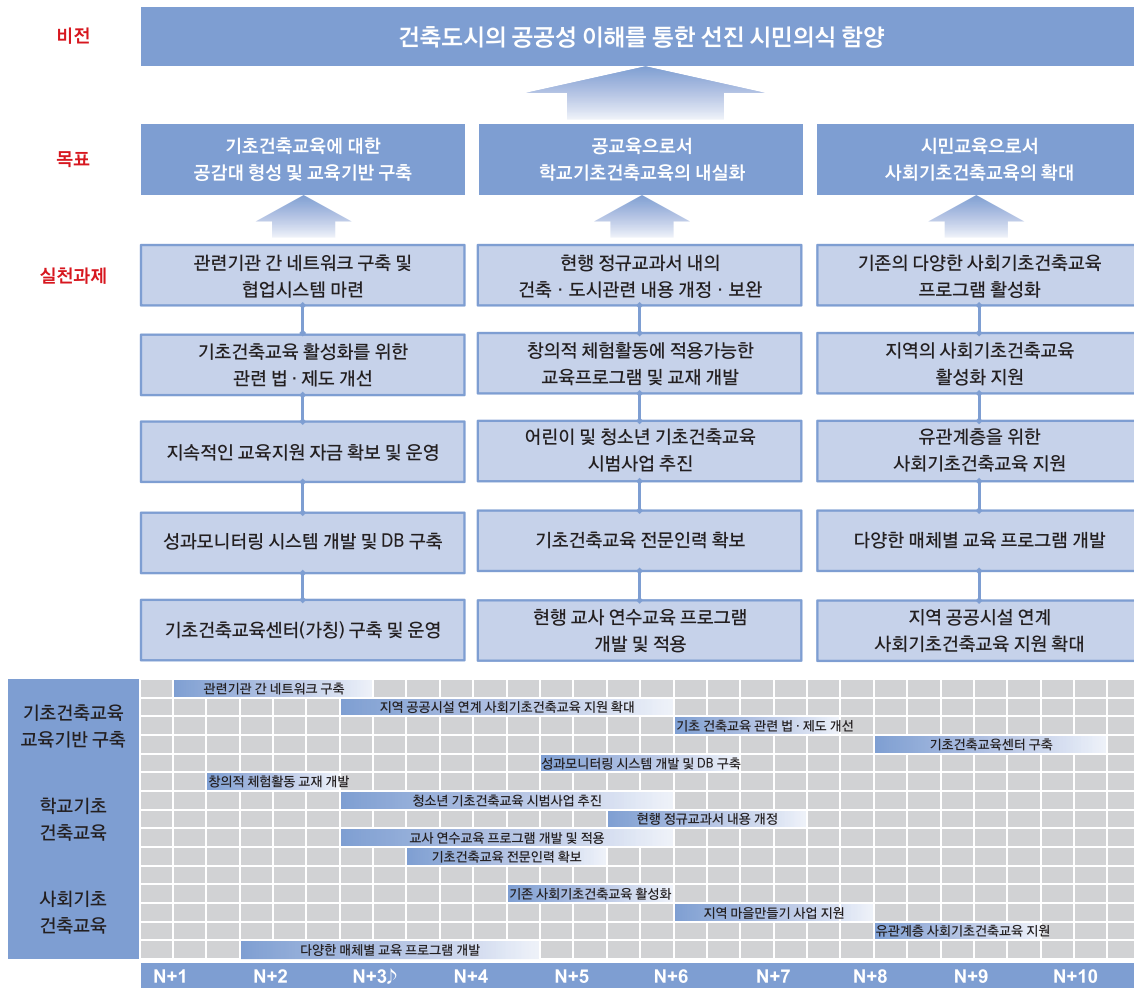 비전
건축도시의 공공성 이해를 통한 선진 시민의식 함양
목표
기초건축교육에 대한
공감대 형성 및 교육기반 구축
공교육으로서
학교기초건축교육의 내실화
시민교육으로서
사회기초건축교육의 확대
실천과제
관련기관 간 네트워크 구축 및
협업시스템 마련
기초건축교육 활성화를 위한
관련 법 · 제도 개선
지속적인 교육지원 자금 확보 및 운영
성과모니터링 시스템 개발 및 DB 구축
기초건축교육센터(가칭) 구축 및 운영
현행 정규교과서 내의
건축 · 도시관련 내용 개정 · 보완
창의적 체험활동에 적용가능한
교육프로그램 및 교재 개발
어린이 및 청소년 기초건축교육
시범사업 추진
기초건축교육 전문인력 확보
현행 교사 연수교육 프로그램
개발 및 적용
기존의 다양한 사회기초건축교육
프로그램 활성화
지역의 사회기초건축교육
활성화 지원
유관계층을 위한
사회기초건축교육 지원
다양한 매체별 교육 프로그램 개발
지역 공공시설 연계
사회기초건축교육 지원 확대
기초건축교육
교육기반 구축
관련기관 간 네트워크 구축
지역 공공시설 연계 사회기초건축교육 지원 확대
기초 건축교육 관련 법 · 제도 개선
기초건축교육센터 구축
성과모니터링 시스템 개발 및 DB 구축
학교기초
건축교육
창의적 체험활동 교재 개발
청소년 기초건축교육 시범사업 추진
현행 정규교과서 내용 개정
교사 연수교육 프로그램 개발 및 적용
기초건축교육 전문인력 확보
사회기초
건축교육
기존 사회기초건축교육 활성화
지역 마을만들기 사업 지원
유관계층 사회기초건축교육 지원
다양한 매체별 교육 프로그램 개발
N+1 N+2 N+3♪ N+4 N+5 N+6 N+7 N+8 N+9 N+10